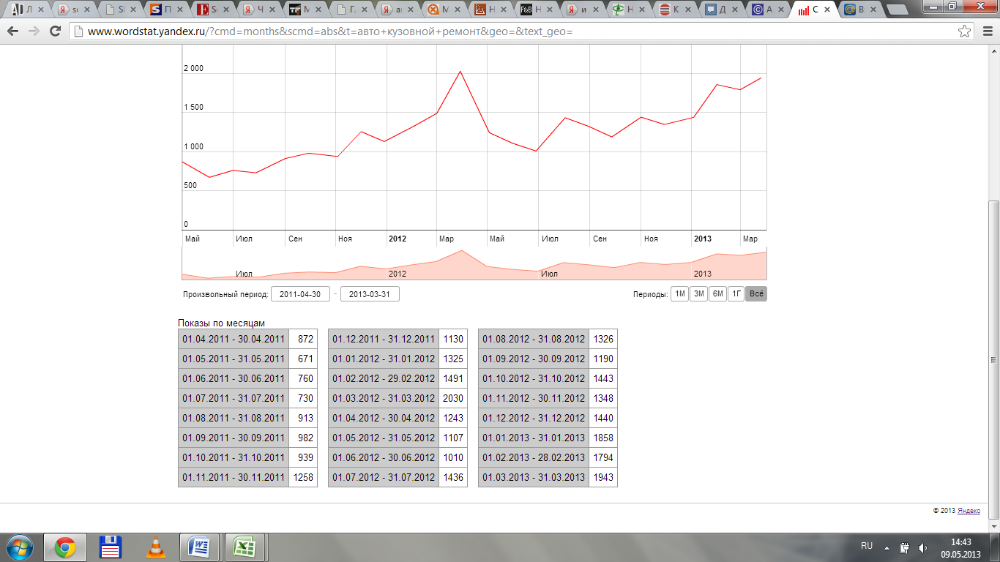 Л
se
SI
П
Se
Ч
М
Г
а
М
Н
Н
и
Н
К
Д
А
С
В
www.wordstat.yandex.ru/?cmd=months&scmd=abs&t=авто+кузовной+ремонт&geo=&text_geo=
2 000
1 500
1 000
500
0
Май Июл Сен Ноя 2012 Мар Май Июл Сен Ноя 2013 Мар
Июл 2012 Июл 2013
Произвольный период: 2011-04-30 - 2013-03-31 Периоды: 1М 3М 6М 1Г Всё
Показы по месяцам
01.04.2011 - 30.04.2011 872 01.12.2011 - 31.12.2011 1130 01.08.2012 - 31.08.2012 1326
01.05.2011 - 31.05.2011 671 01.01.2012 - 31.01.2012 1325 01.09.2012 - 30.09.2012 1190
01.06.2011 - 30.06.2011 760 01.02.2012 - 29.02.2012 1491 01.10.2012 - 31.10.2012 1443
01.07.2011 - 31.07.2011 730 01.03.2012 - 31.03.2012 2030 01.11.2012 - 30.11.2012 1348
01.08.2011 - 31.08.2011 913 01.04.2012 - 30.04.2012 1243 01.12.2012 - 31.12.2012 1440
01.09.2011 - 30.09.2011 982 01.05.2012 - 31.05.2012 1107 01.01.2013 - 31.01.2013 1858
01.10.2011 - 31.10.2011 939 01.06.2012 - 30.06.2012 1010 01.02.2013 - 28.02.2013 1794
01.11.2011 - 30.11.2011 1258 01.07.2012 - 31.07.2012 1436 01.03.2013 - 31.03.2013 1943
© 2013 Яндекс
RU 14:43
09.05.2013